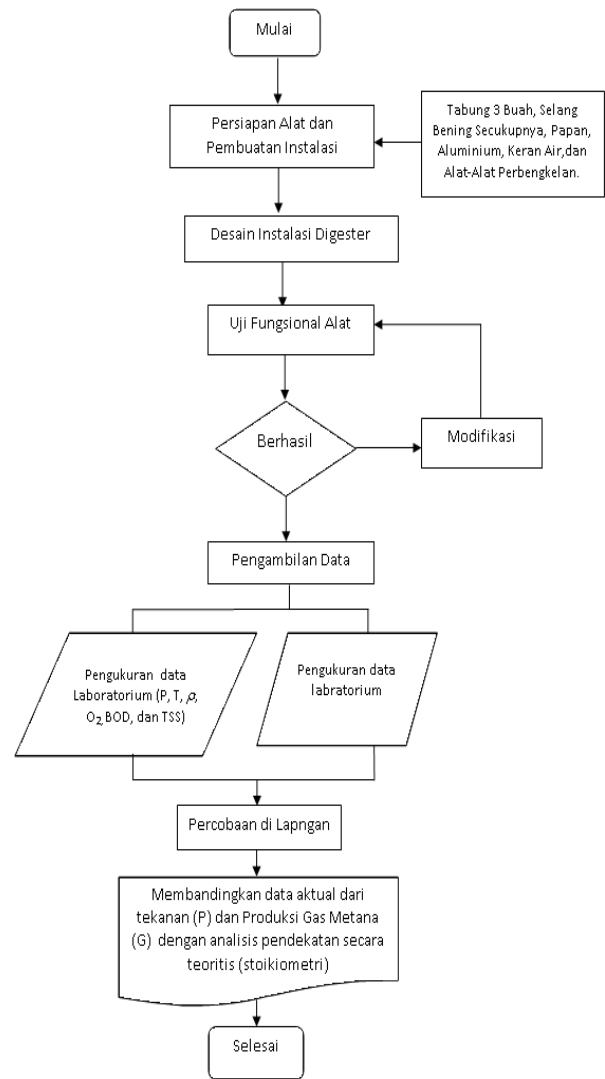 Mulai
Persiapan Alat dan
Pembuatan Instalasi
Tabung 3 Buah, Selang
Bening Secukupnya, Papan,
Aluminium, Keran Air,dan
Alat-Alat Perbengkelan.
Desain Instalasi Digester
Uji Fungsional Alat
Berhasil
Modifikasi
Pengambilan Data
Pengukuran data
Laboratorium (P, T, ρ,
O₂,BOD, dan TSS)
Pengukuran data
labratorium
Percobaan di Lapngan
Membandingkan data aktual dari
tekanan (P) dan Produksi Gas Metana
(G) dengan analisis pendekatan secara
teoritis (stoikiometri)
Selesai